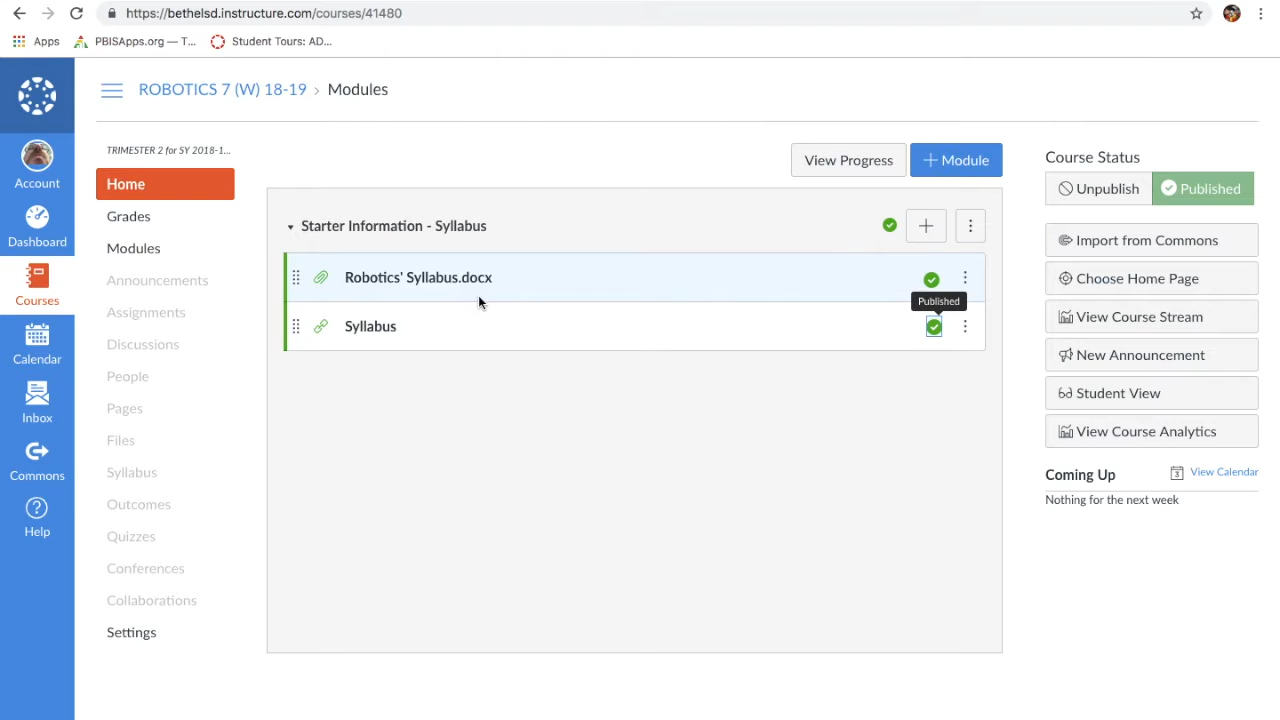 https://bethelsd.instructure.com/courses/41480
Apps
PBISApps.org — T...
Student Tours: AD...
ROBOTICS 7 (W) 18-19 › Modules
Account
Dashboard
Courses
Calendar
Inbox
Commons
Help
TRIMESTER 2 for SY 2018-1...
Home
Grades
Modules
Announcements
Assignments
Discussions
People
Pages
Files
Syllabus
Outcomes
Quizzes
Conferences
Collaborations
Settings
View Progress
+ Module
Starter Information - Syllabus
Robotics' Syllabus.docx
Published
Syllabus
Course Status
Unpublish
Published
Import from Commons
Choose Home Page
View Course Stream
New Announcement
Student View
View Course Analytics
Coming Up
3
View Calendar
Nothing for the next week